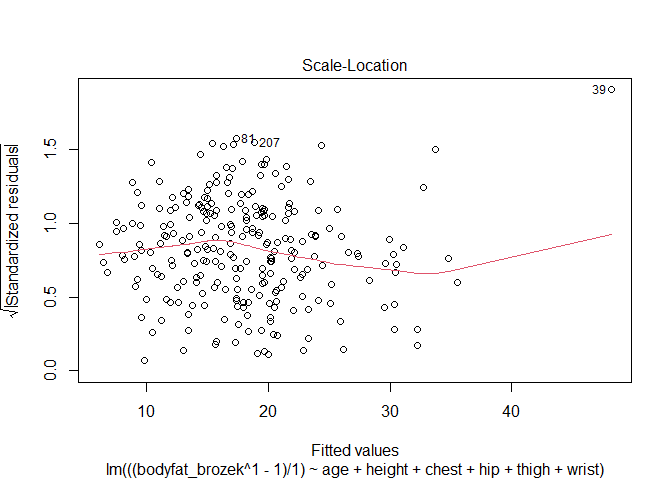 Scale-Location
√|Standardized residuals|
0.0 0.5 1.0 1.5
39
81
207
10 20 30 40
Fitted values
lm(((bodyfat_brozek^1 - 1)/1) ~ age + height + chest + hip + thigh + wrist)